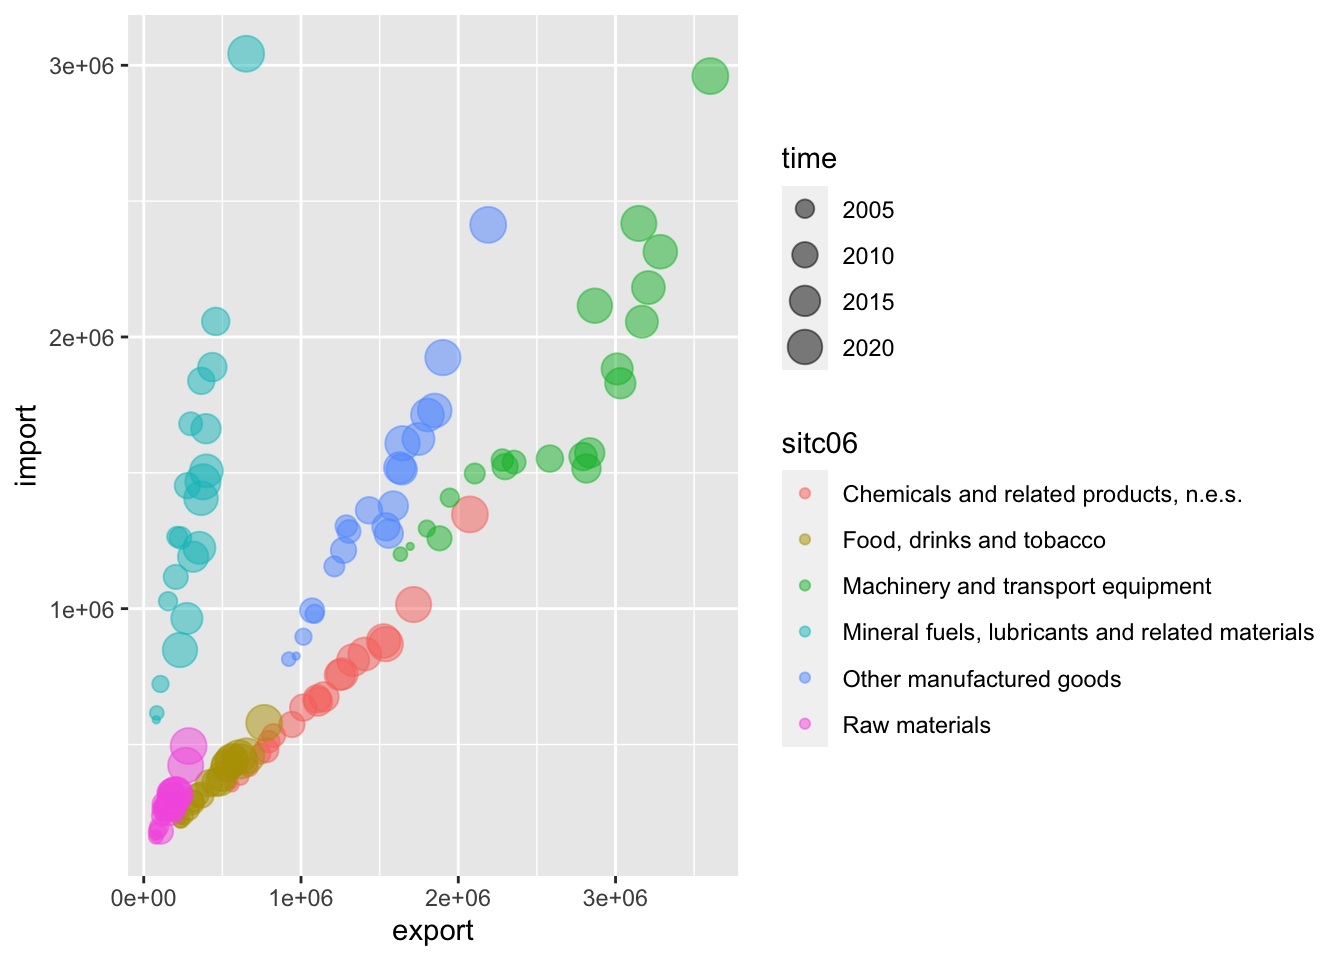 3e+06
2e+06
1e+06
import
0e+00
1e+06
2e+06
3e+06
export
time
2005
2010
2015
2020
sitc06
Chemicals and related products, n.e.s.
Food, drinks and tobacco
Machinery and transport equipment
Mineral fuels, lubricants and related materials
Other manufactured goods
Raw materials